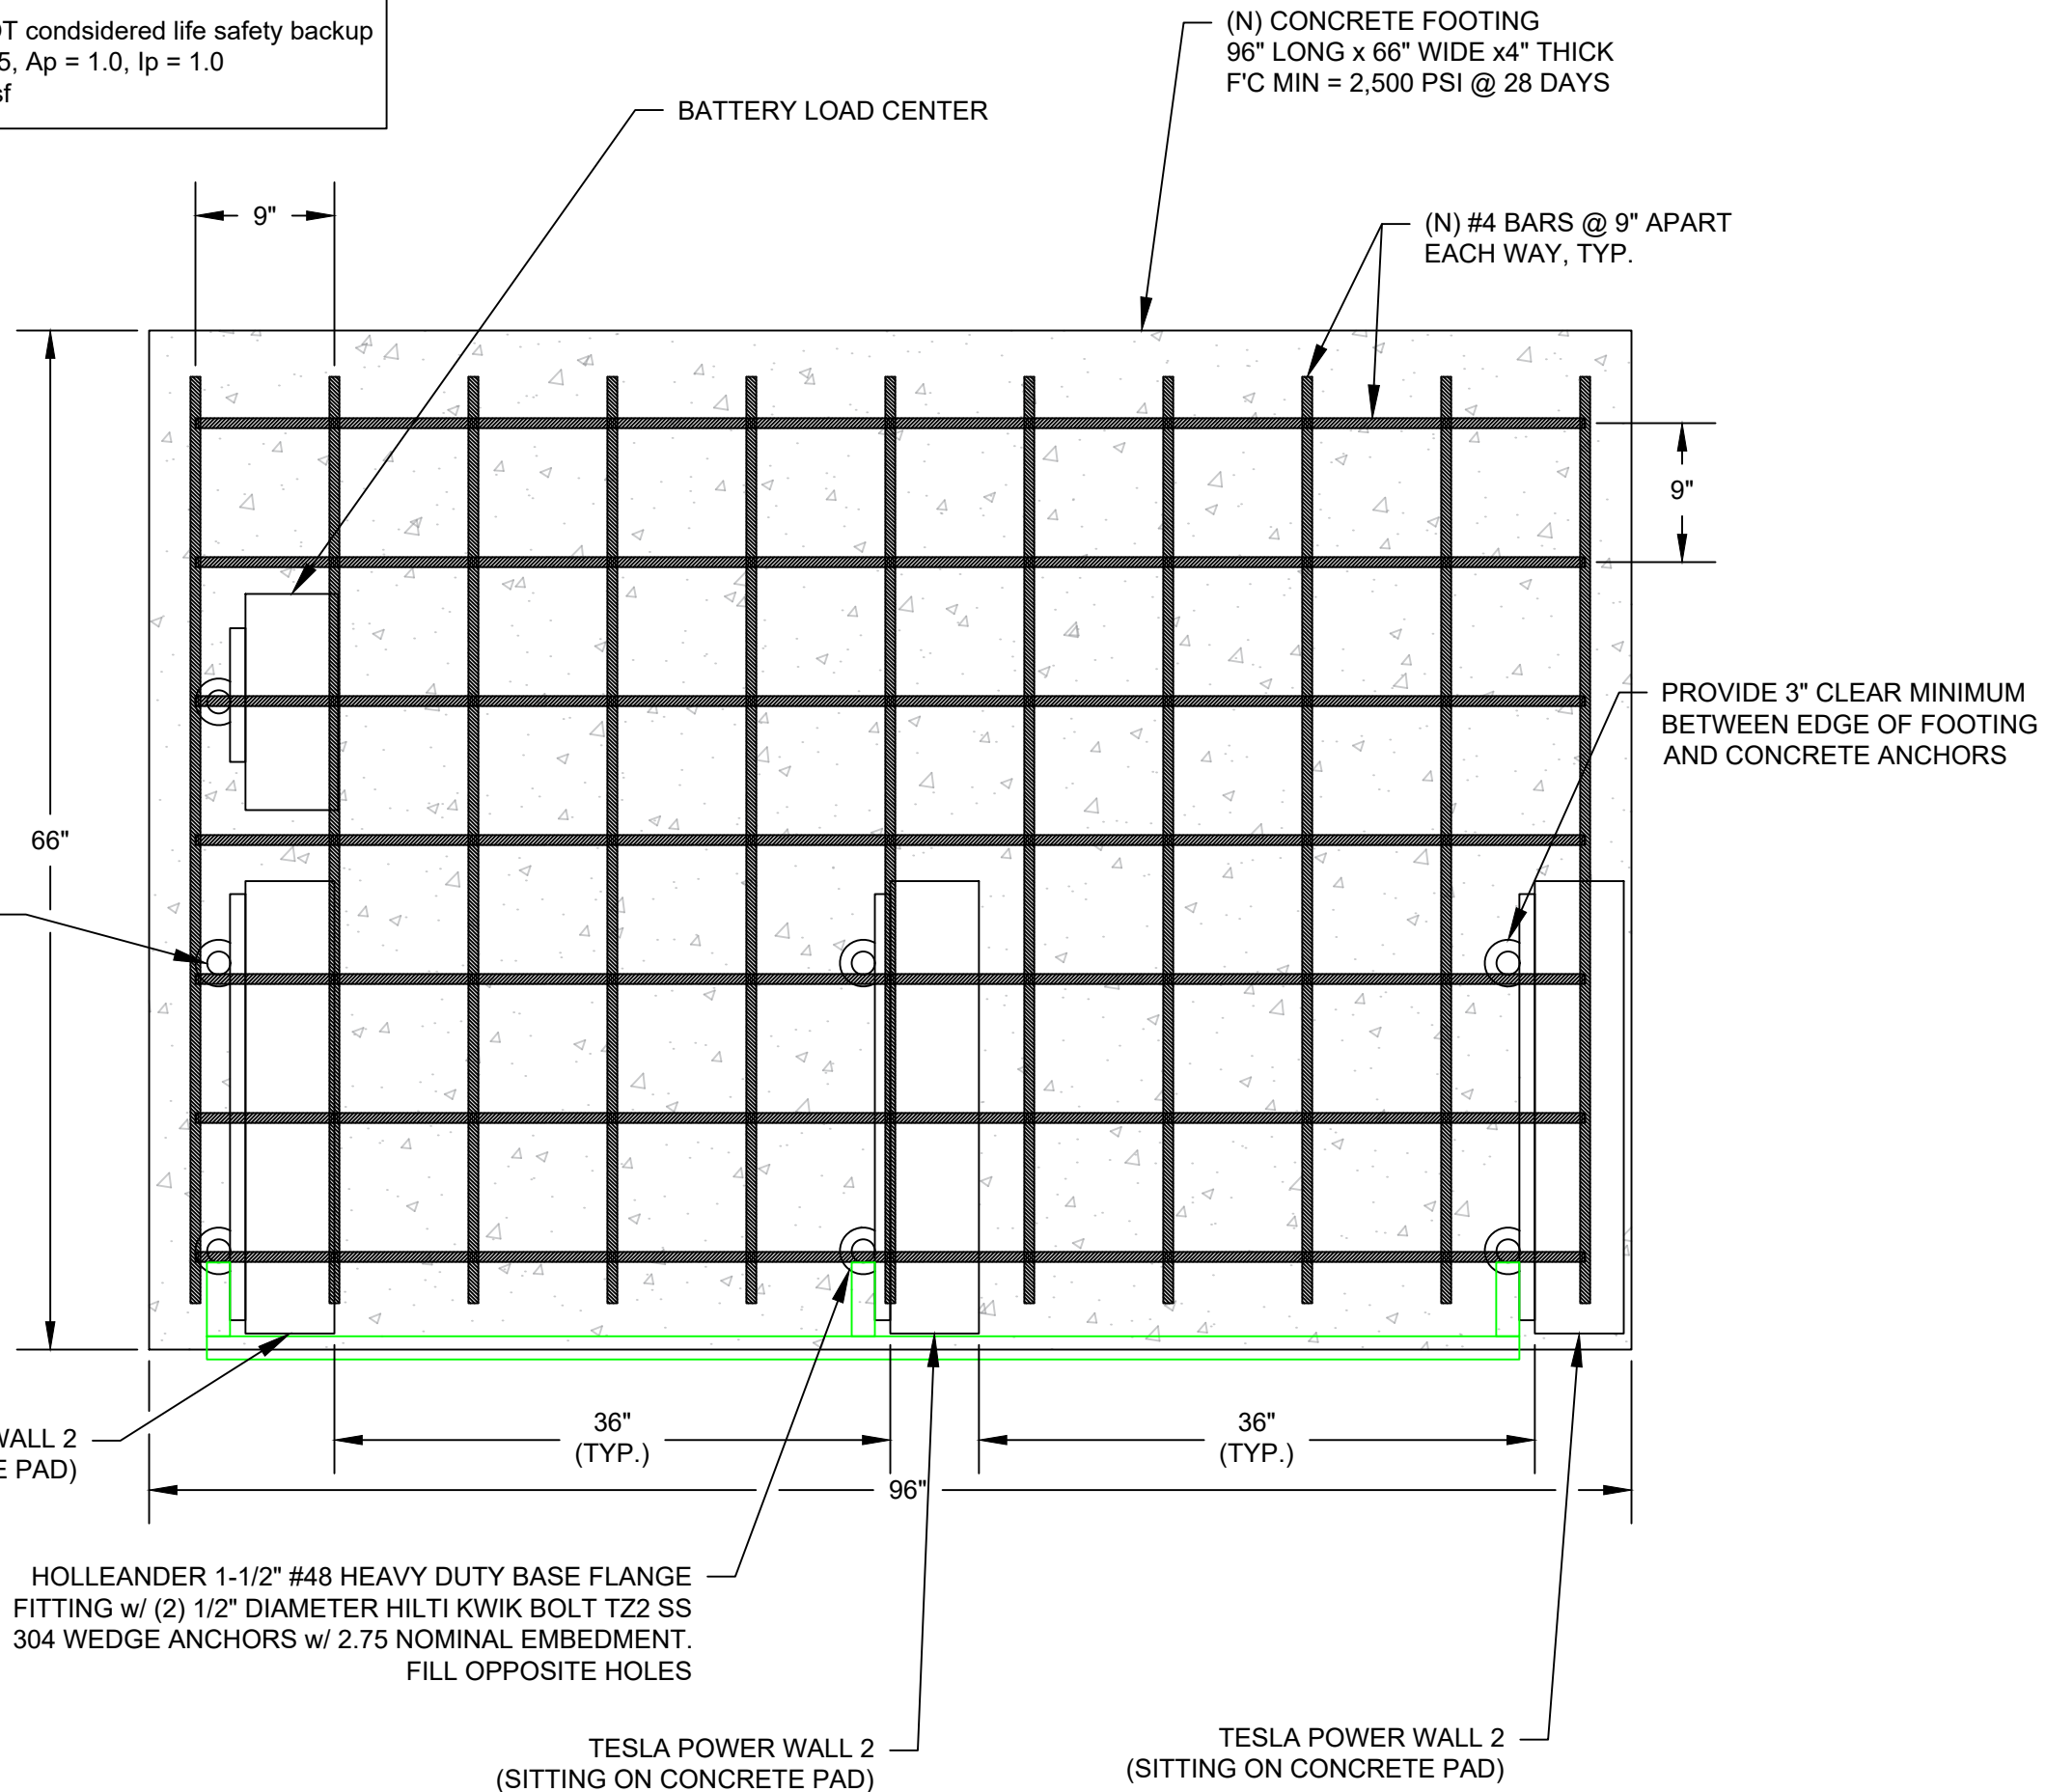 condsidered life safety backup
Ap = 1.0, Ip = 1.0
(N) CONCRETE FOOTING
96" LONG x 66" WIDE x4" THICK
F'C MIN = 2,500 PSI @ 28 DAYS
BATTERY LOAD CENTER
9"
(N) #4 BARS @ 9" APART
EACH WAY, TYP.
9"
PROVIDE 3" CLEAR MINIMUM
BETWEEN EDGE OF FOOTING
AND CONCRETE ANCHORS
66"
WALL 2
PAD)
36"
(TYP.)
36"
(TYP.)
96"
HOLLEANDER 1-1/2" #48 HEAVY DUTY BASE FLANGE
FITTING w/ (2) 1/2" DIAMETER HILTI KWIK BOLT TZ2 SS
304 WEDGE ANCHORS w/ 2.75 NOMINAL EMBEDMENT.
FILL OPPOSITE HOLES
TESLA POWER WALL 2
(SITTING ON CONCRETE PAD)
TESLA POWER WALL 2
(SITTING ON CONCRETE PAD)